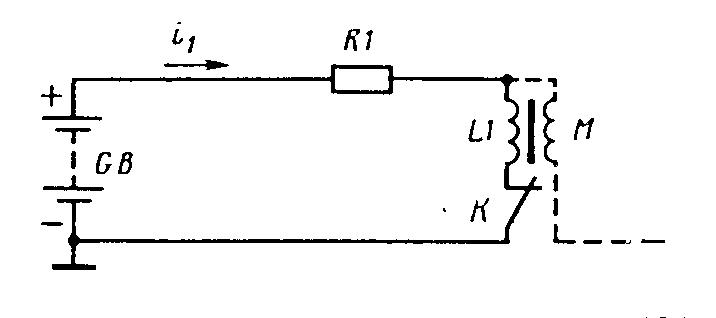 i₁
R1
+
L1
M
GB
K
−